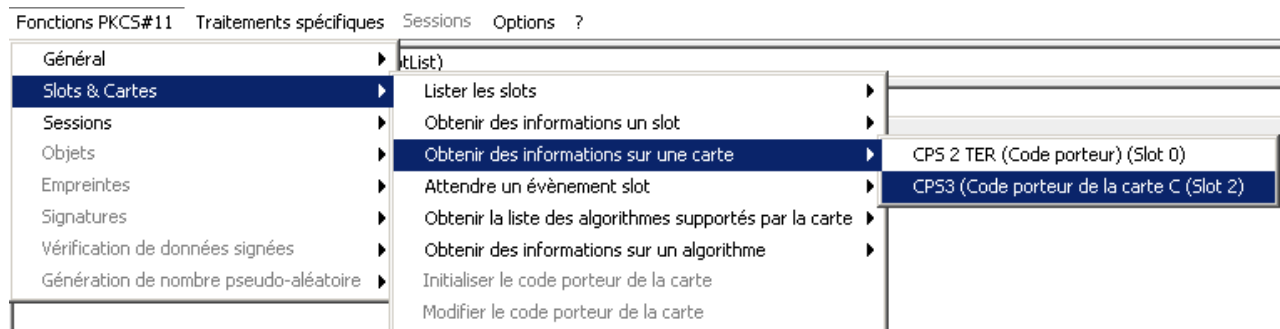 Fonctions PKCS#11 Traitements spécifiques Sessions Options ?
Général
tList)
Slots & Cartes
Lister les slots
Sessions
Obtenir des informations un slot
Objets
Obtenir des informations sur une carte
CPS 2 TER (Code porteur) (Slot 0)
Empreintes
Attendre un évènement slot
CPS3 (Code porteur de la carte C (Slot 2)
Signatures
Obtenir la liste des algorithmes supportés par la carte
Vérification de données signées
Obtenir des informations sur un algorithme
Génération de nombre pseudo-aléatoire
Initialiser le code porteur de la carte
Modifier le code porteur de la carte